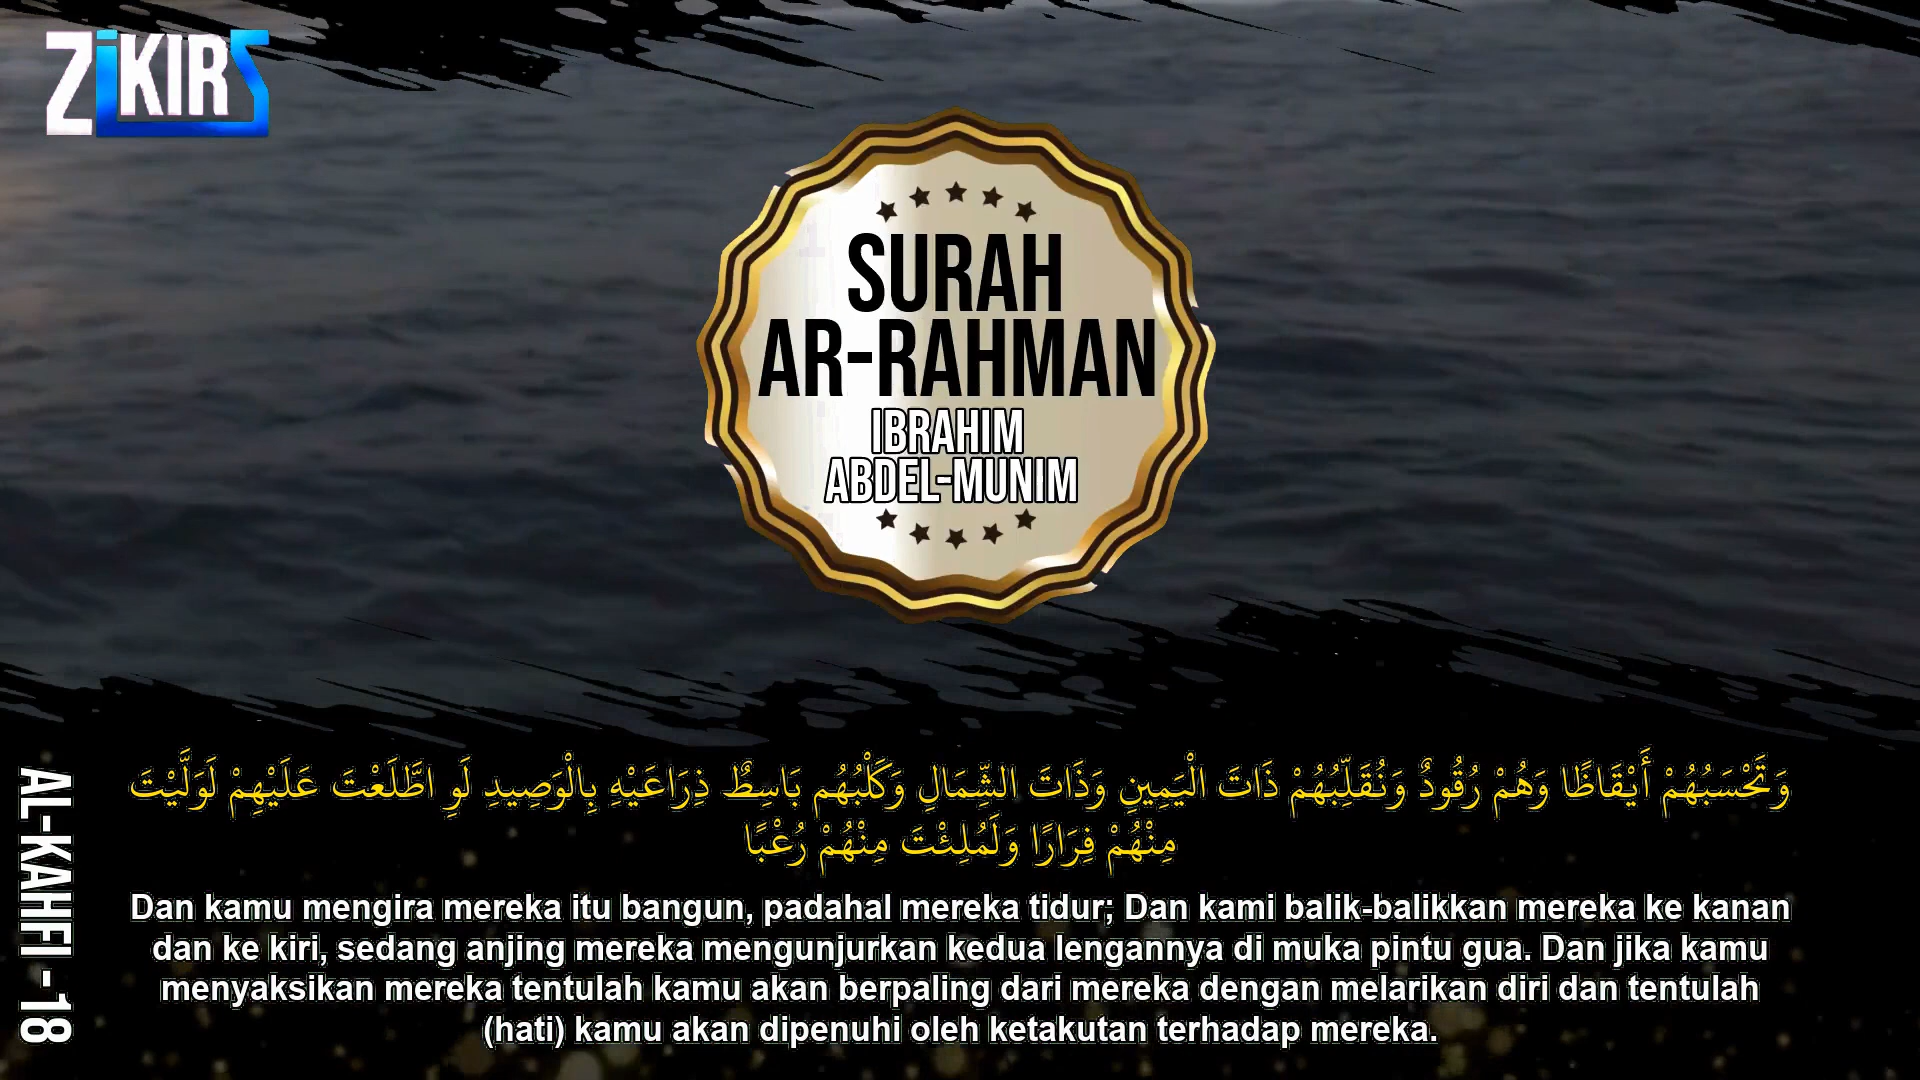 ZiKIRS
SURAH
AR-RAHMAN
IBRAHIM
ABDEL-MUNIM
وَتَحْسَبُهُمْ أَيْقَاظًا وَهُمْ رُقُودٌ وَنُقَلِّبُهُمْ ذَاتَ الْيَمِينِ وَذَاتَ الشِّمَالِ وَكَلْبُهُم بَاسِطٌ ذِرَاعَيْهِ بِالْوَصِيدِ لَوِ اطَّلَعْتَ عَلَيْهِمْ لَوَلَّيْتَ
مِنْهُمْ فِرَارًا وَلَمُلِئْتَ مِنْهُمْ رُعْبًا
Dan kamu mengira mereka itu bangun, padahal mereka tidur; Dan kami balik-balikkan mereka ke kanan
dan ke kiri, sedang anjing mereka mengunjurkan kedua lengannya di muka pintu gua. Dan jika kamu
menyaksikan mereka tentulah kamu akan berpaling dari mereka dengan melarikan diri dan tentulah
(hati) kamu akan dipenuhi oleh ketakutan terhadap mereka.
AL-KAHFI -18